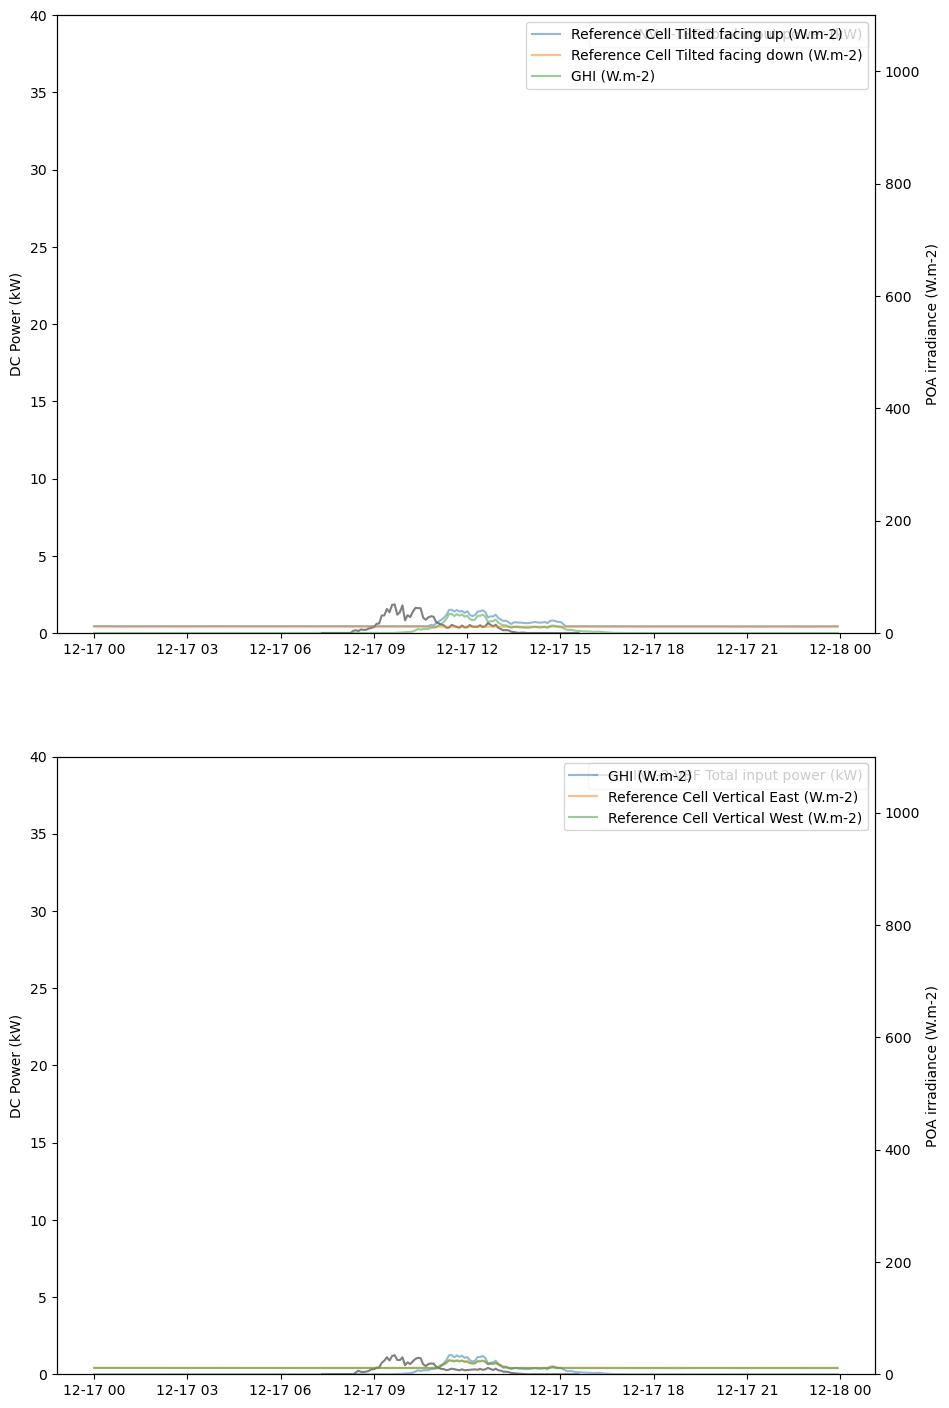 Reference Cell Tilted facing up (W.m-2)
Reference Cell Tilted facing down (W.m-2)
GHI (W.m-2)
40
35
30
25
20
15
10
5
0
DC Power (kW)
1000
800
600
400
200
0
POA irradiance (W.m-2)
12-17 00 12-17 03 12-17 06 12-17 09 12-17 12 12-17 15 12-17 18 12-17 21 12-18 00
GHI (W.m-2) Total input power (kW)
Reference Cell Vertical East (W.m-2)
Reference Cell Vertical West (W.m-2)
40
35
30
25
20
15
10
5
0
DC Power (kW)
1000
800
600
400
200
0
POA irradiance (W.m-2)
12-17 00 12-17 03 12-17 06 12-17 09 12-17 12 12-17 15 12-17 18 12-17 21 12-18 00